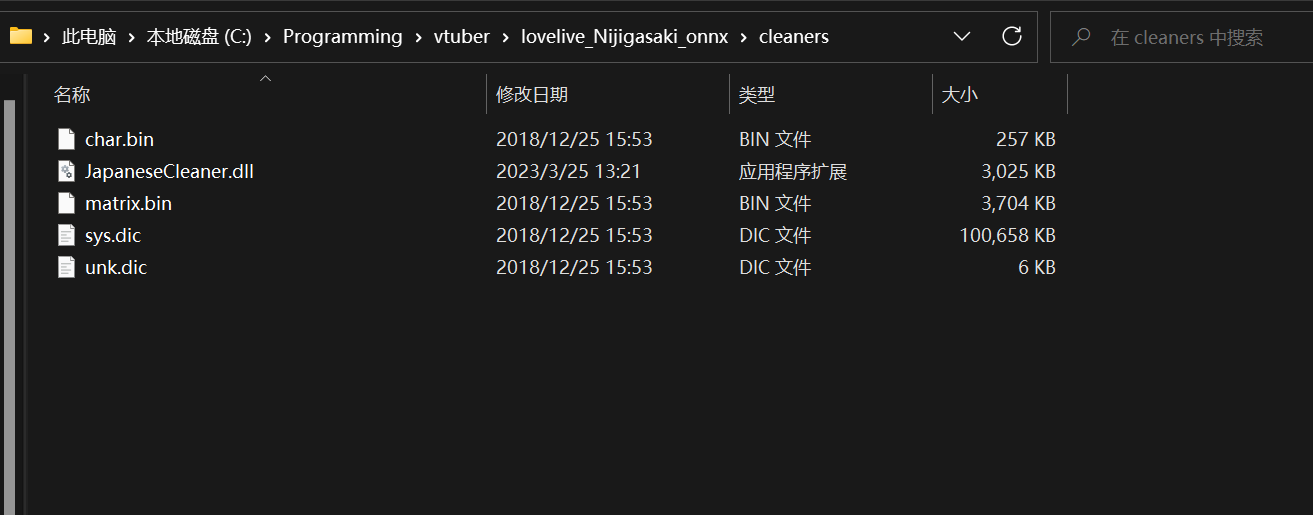 此电脑 › 本地磁盘 (C:) › Programming › vtuber › lovelive_Nijigasaki_onnx › cleaners 在 cleaners 中搜索
名称 修改日期 类型 大小
char.bin 2018/12/25 15:53 BIN 文件 257 KB
JapaneseCleaner.dll 2023/3/25 13:21 应用程序扩展 3,025 KB
matrix.bin 2018/12/25 15:53 BIN 文件 3,704 KB
sys.dic 2018/12/25 15:53 DIC 文件 100,658 KB
unk.dic 2018/12/25 15:53 DIC 文件 6 KB